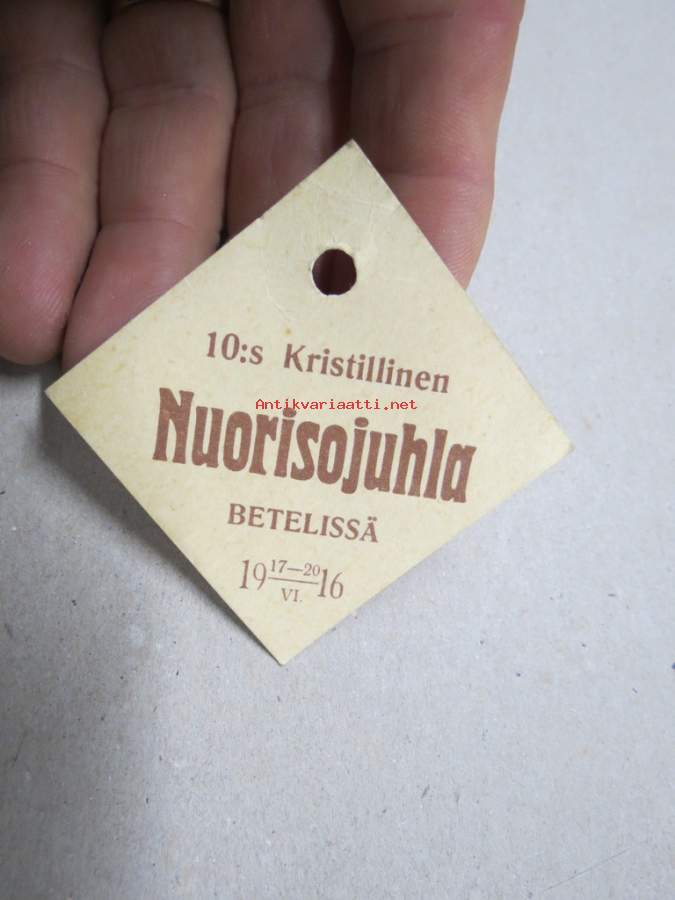 10:s Kristillinen
Antikvariaatti.net
Nuorisojuhla
BETELISSÄ
19 17—20/VI. 16